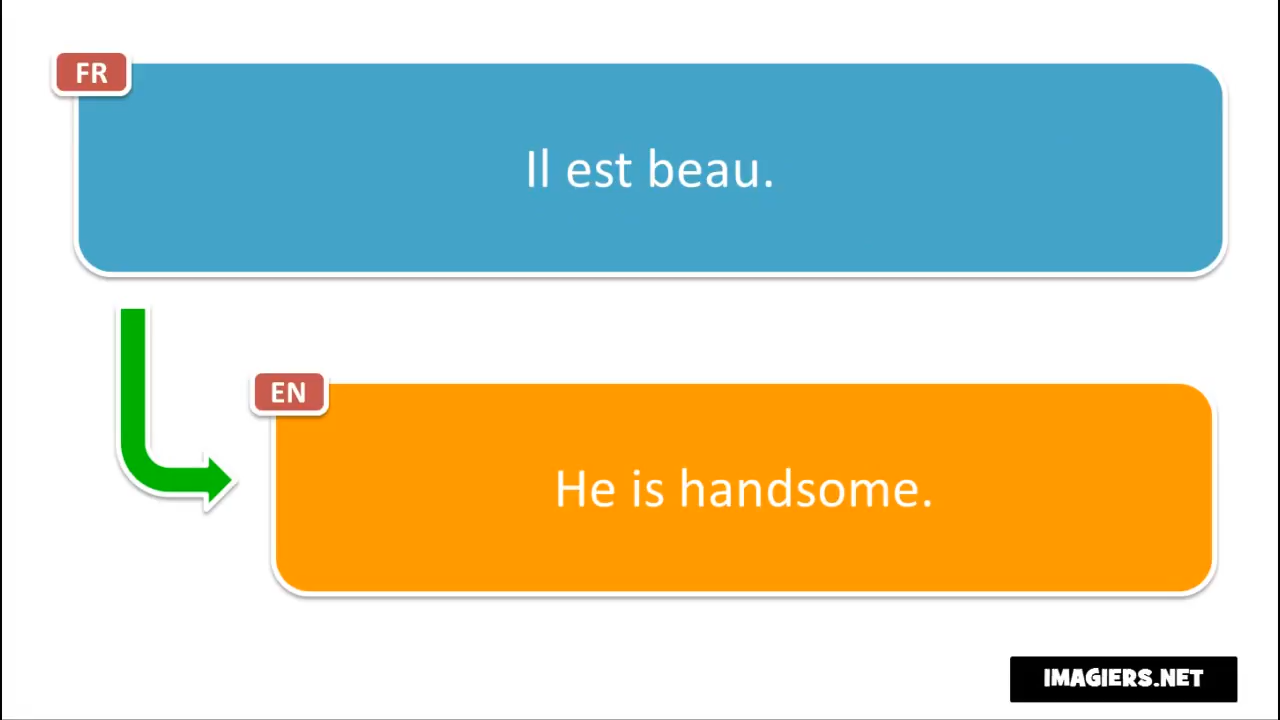 FR
Il est beau.
EN
He is handsome.
IMAGIERS.NET